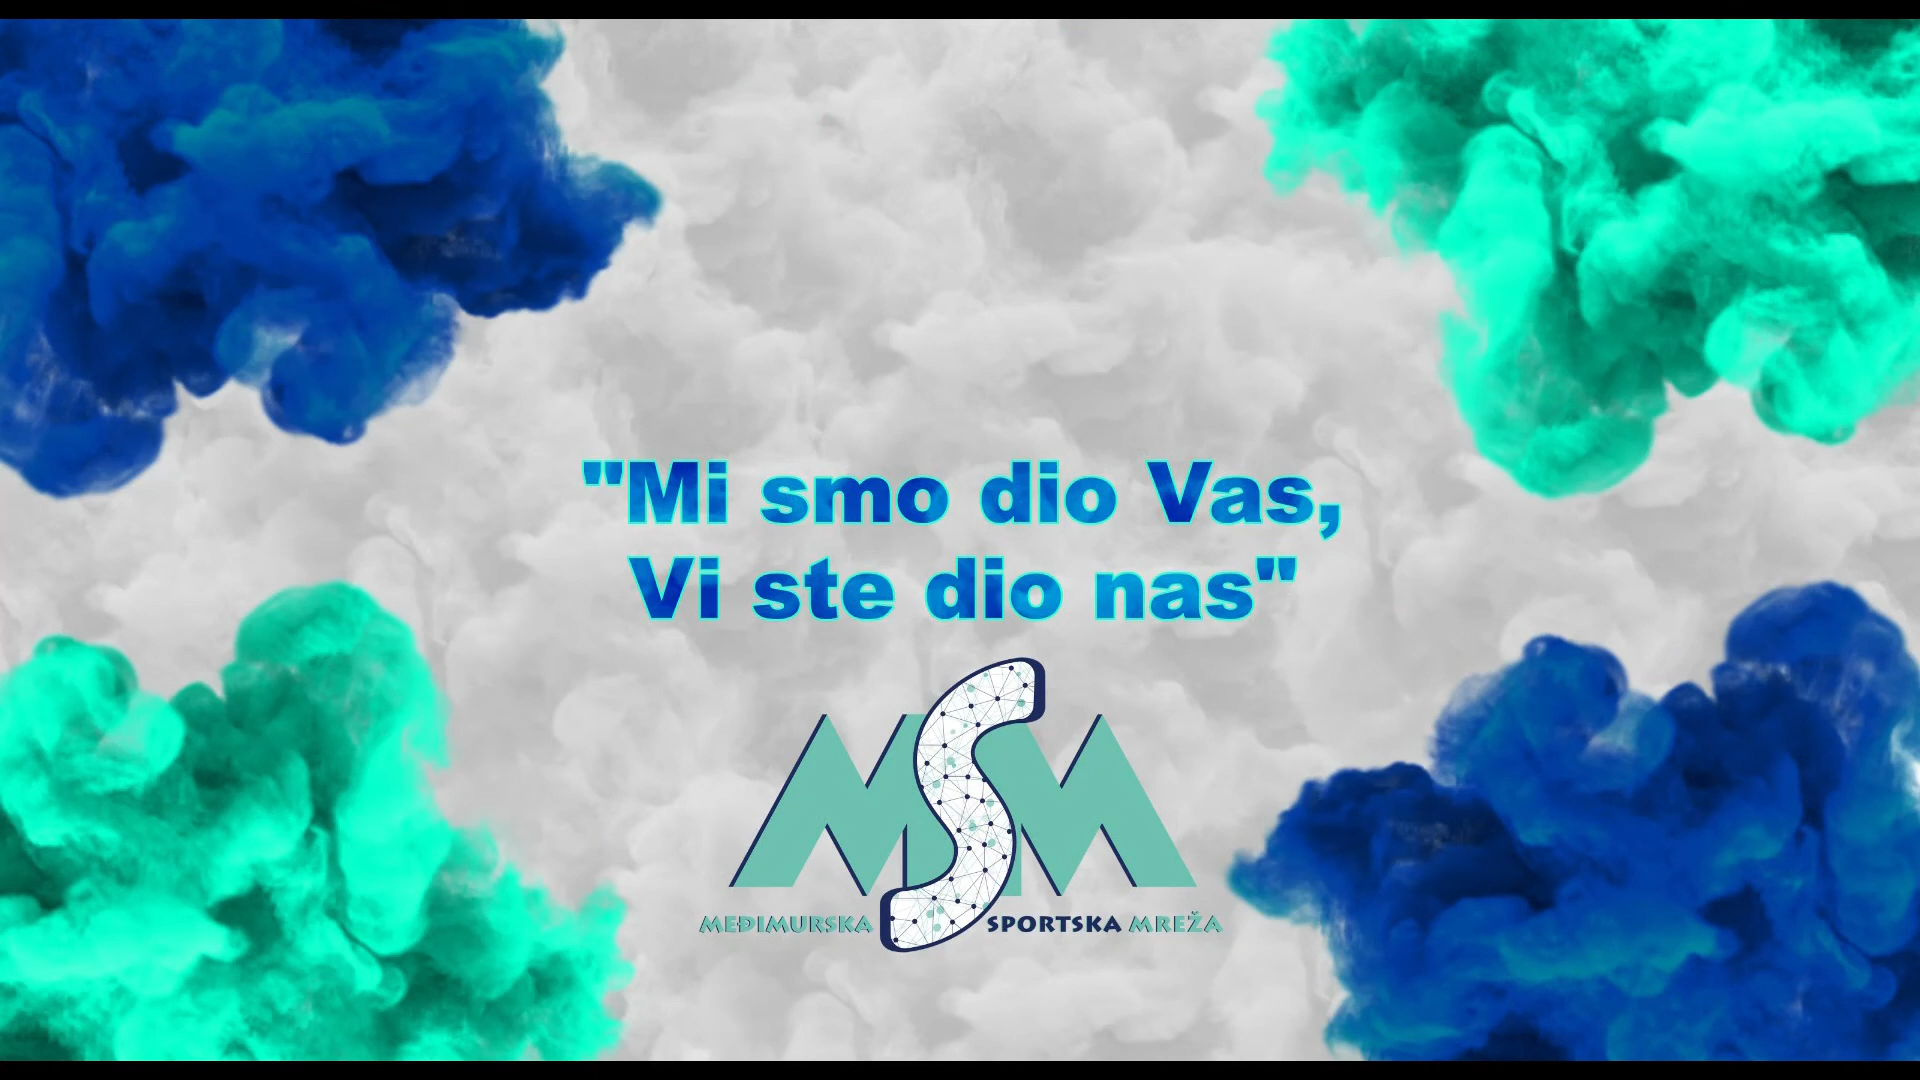 "Mi smo dio Vas,
Vi ste dio nas"
MSM
MEĐIMURSKA SPORTSKA MREŽA